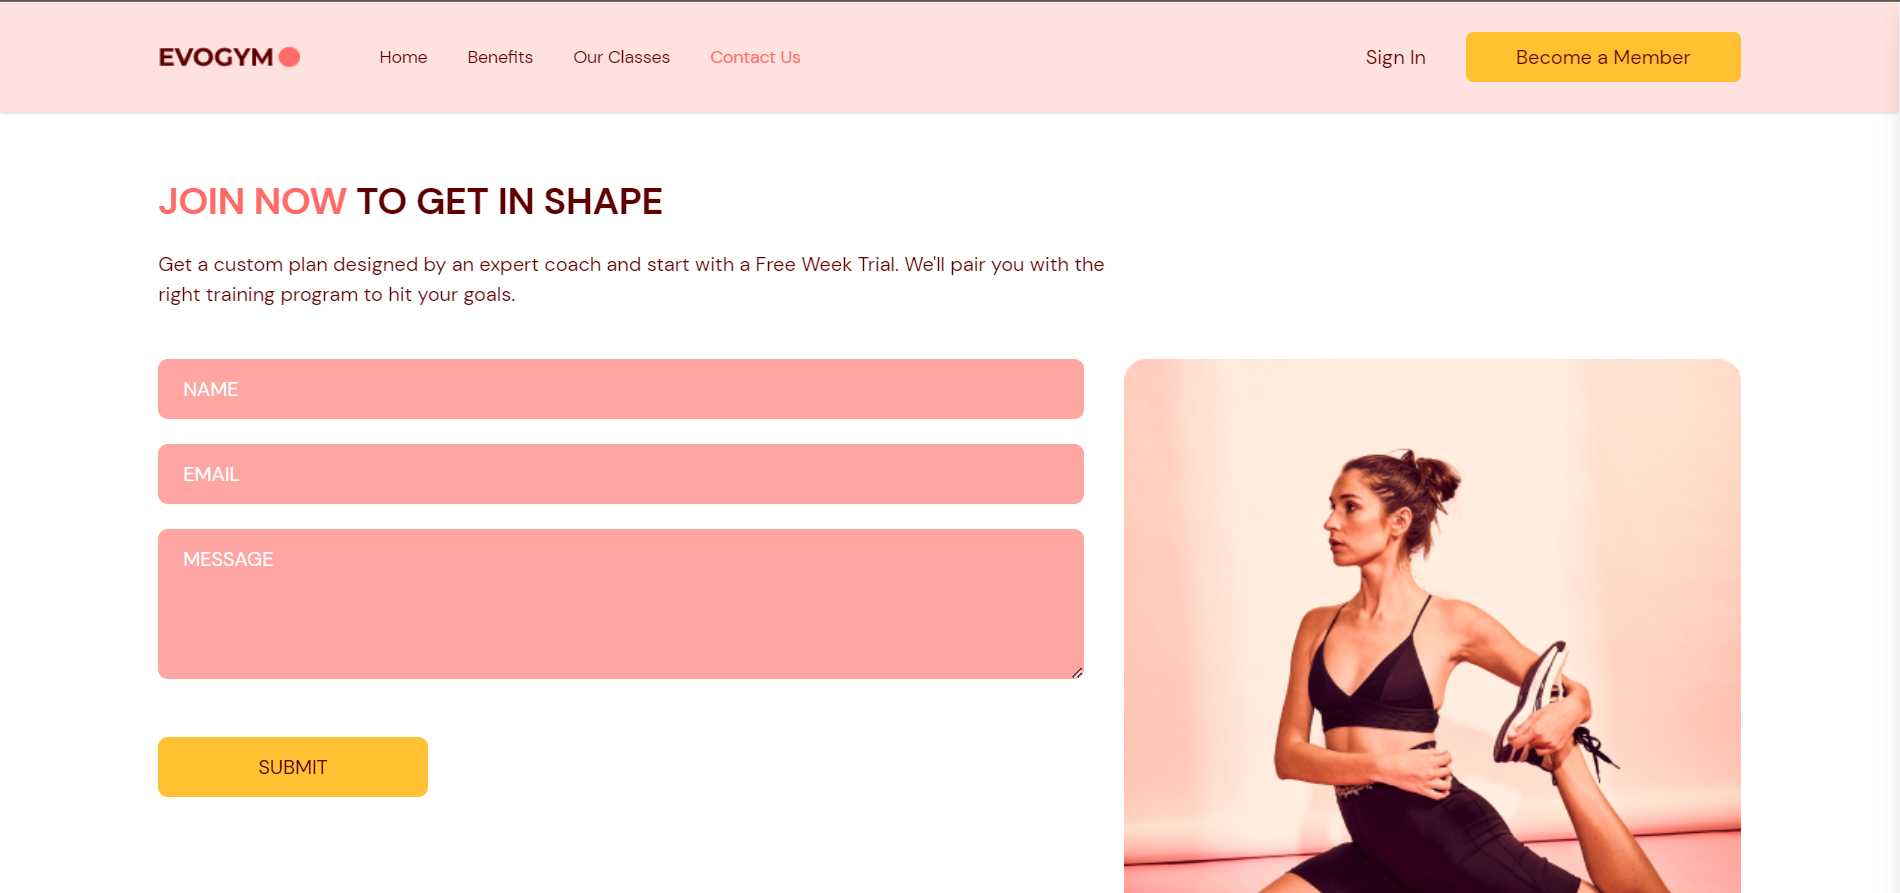 EVOGYM
Home
Benefits
Our Classes
Contact Us
Sign In
Become a Member
JOIN NOW TO GET IN SHAPE
Get a custom plan designed by an expert coach and start with a Free Week Trial. We'll pair you with the
right training program to hit your goals.
NAME
EMAIL
MESSAGE
SUBMIT